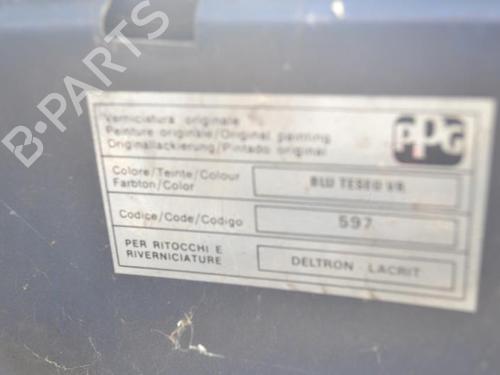 B-PARTS
Verniciatura originale
Peinture originale/Original painting
Originallackierung/Pintado original
PPG
Colore/Teinte/Colour
Farbton/Color
BLU TESEO VR
Codice/Code/Codigo
597
PER RITOCCHI E
RIVERNICIATURE
DELTRON - LACRIT